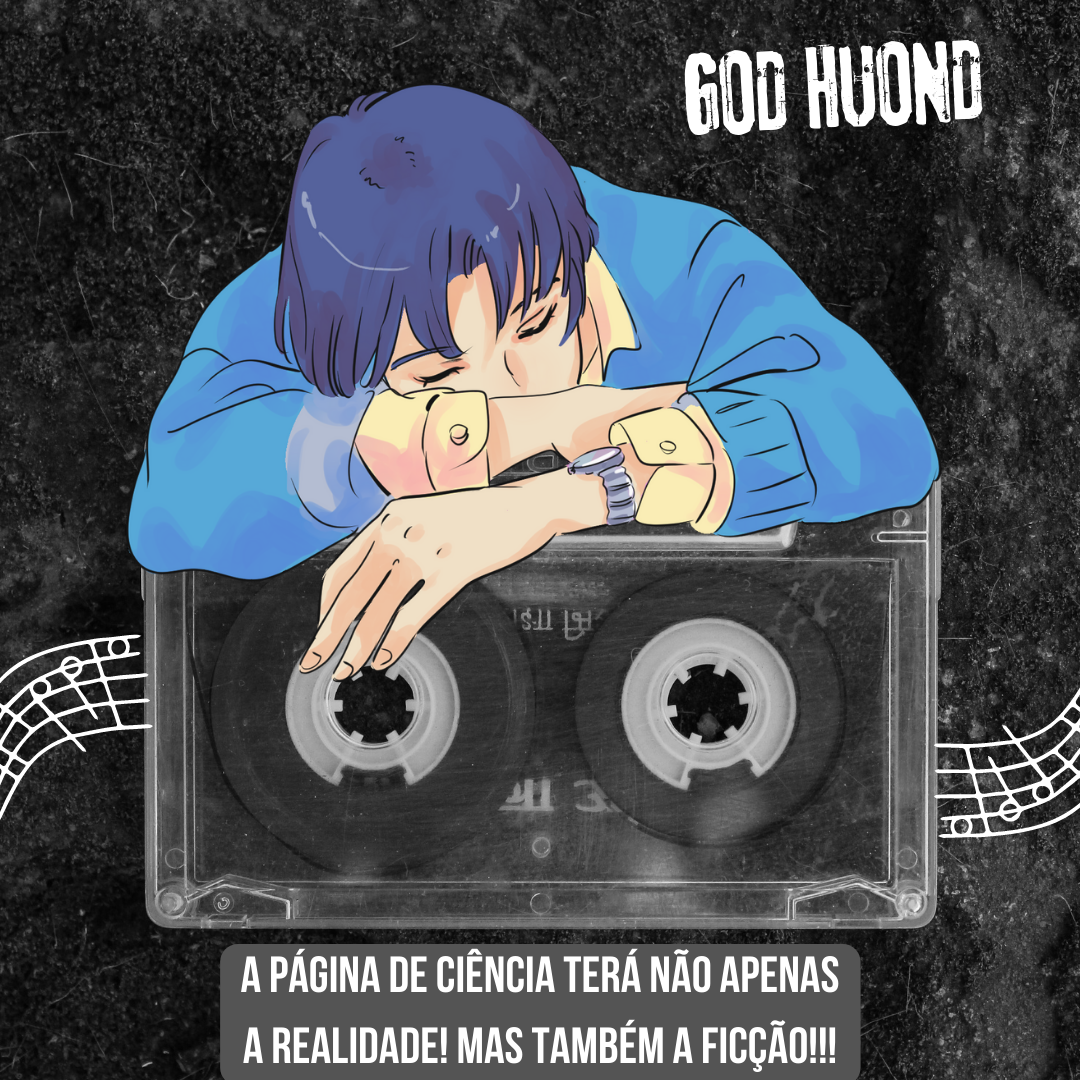 GOD HUOND
A PÁGINA DE CIÊNCIA TERÁ NÃO APENAS
A REALIDADE! MAS TAMBÉM A FICÇÃO!!!